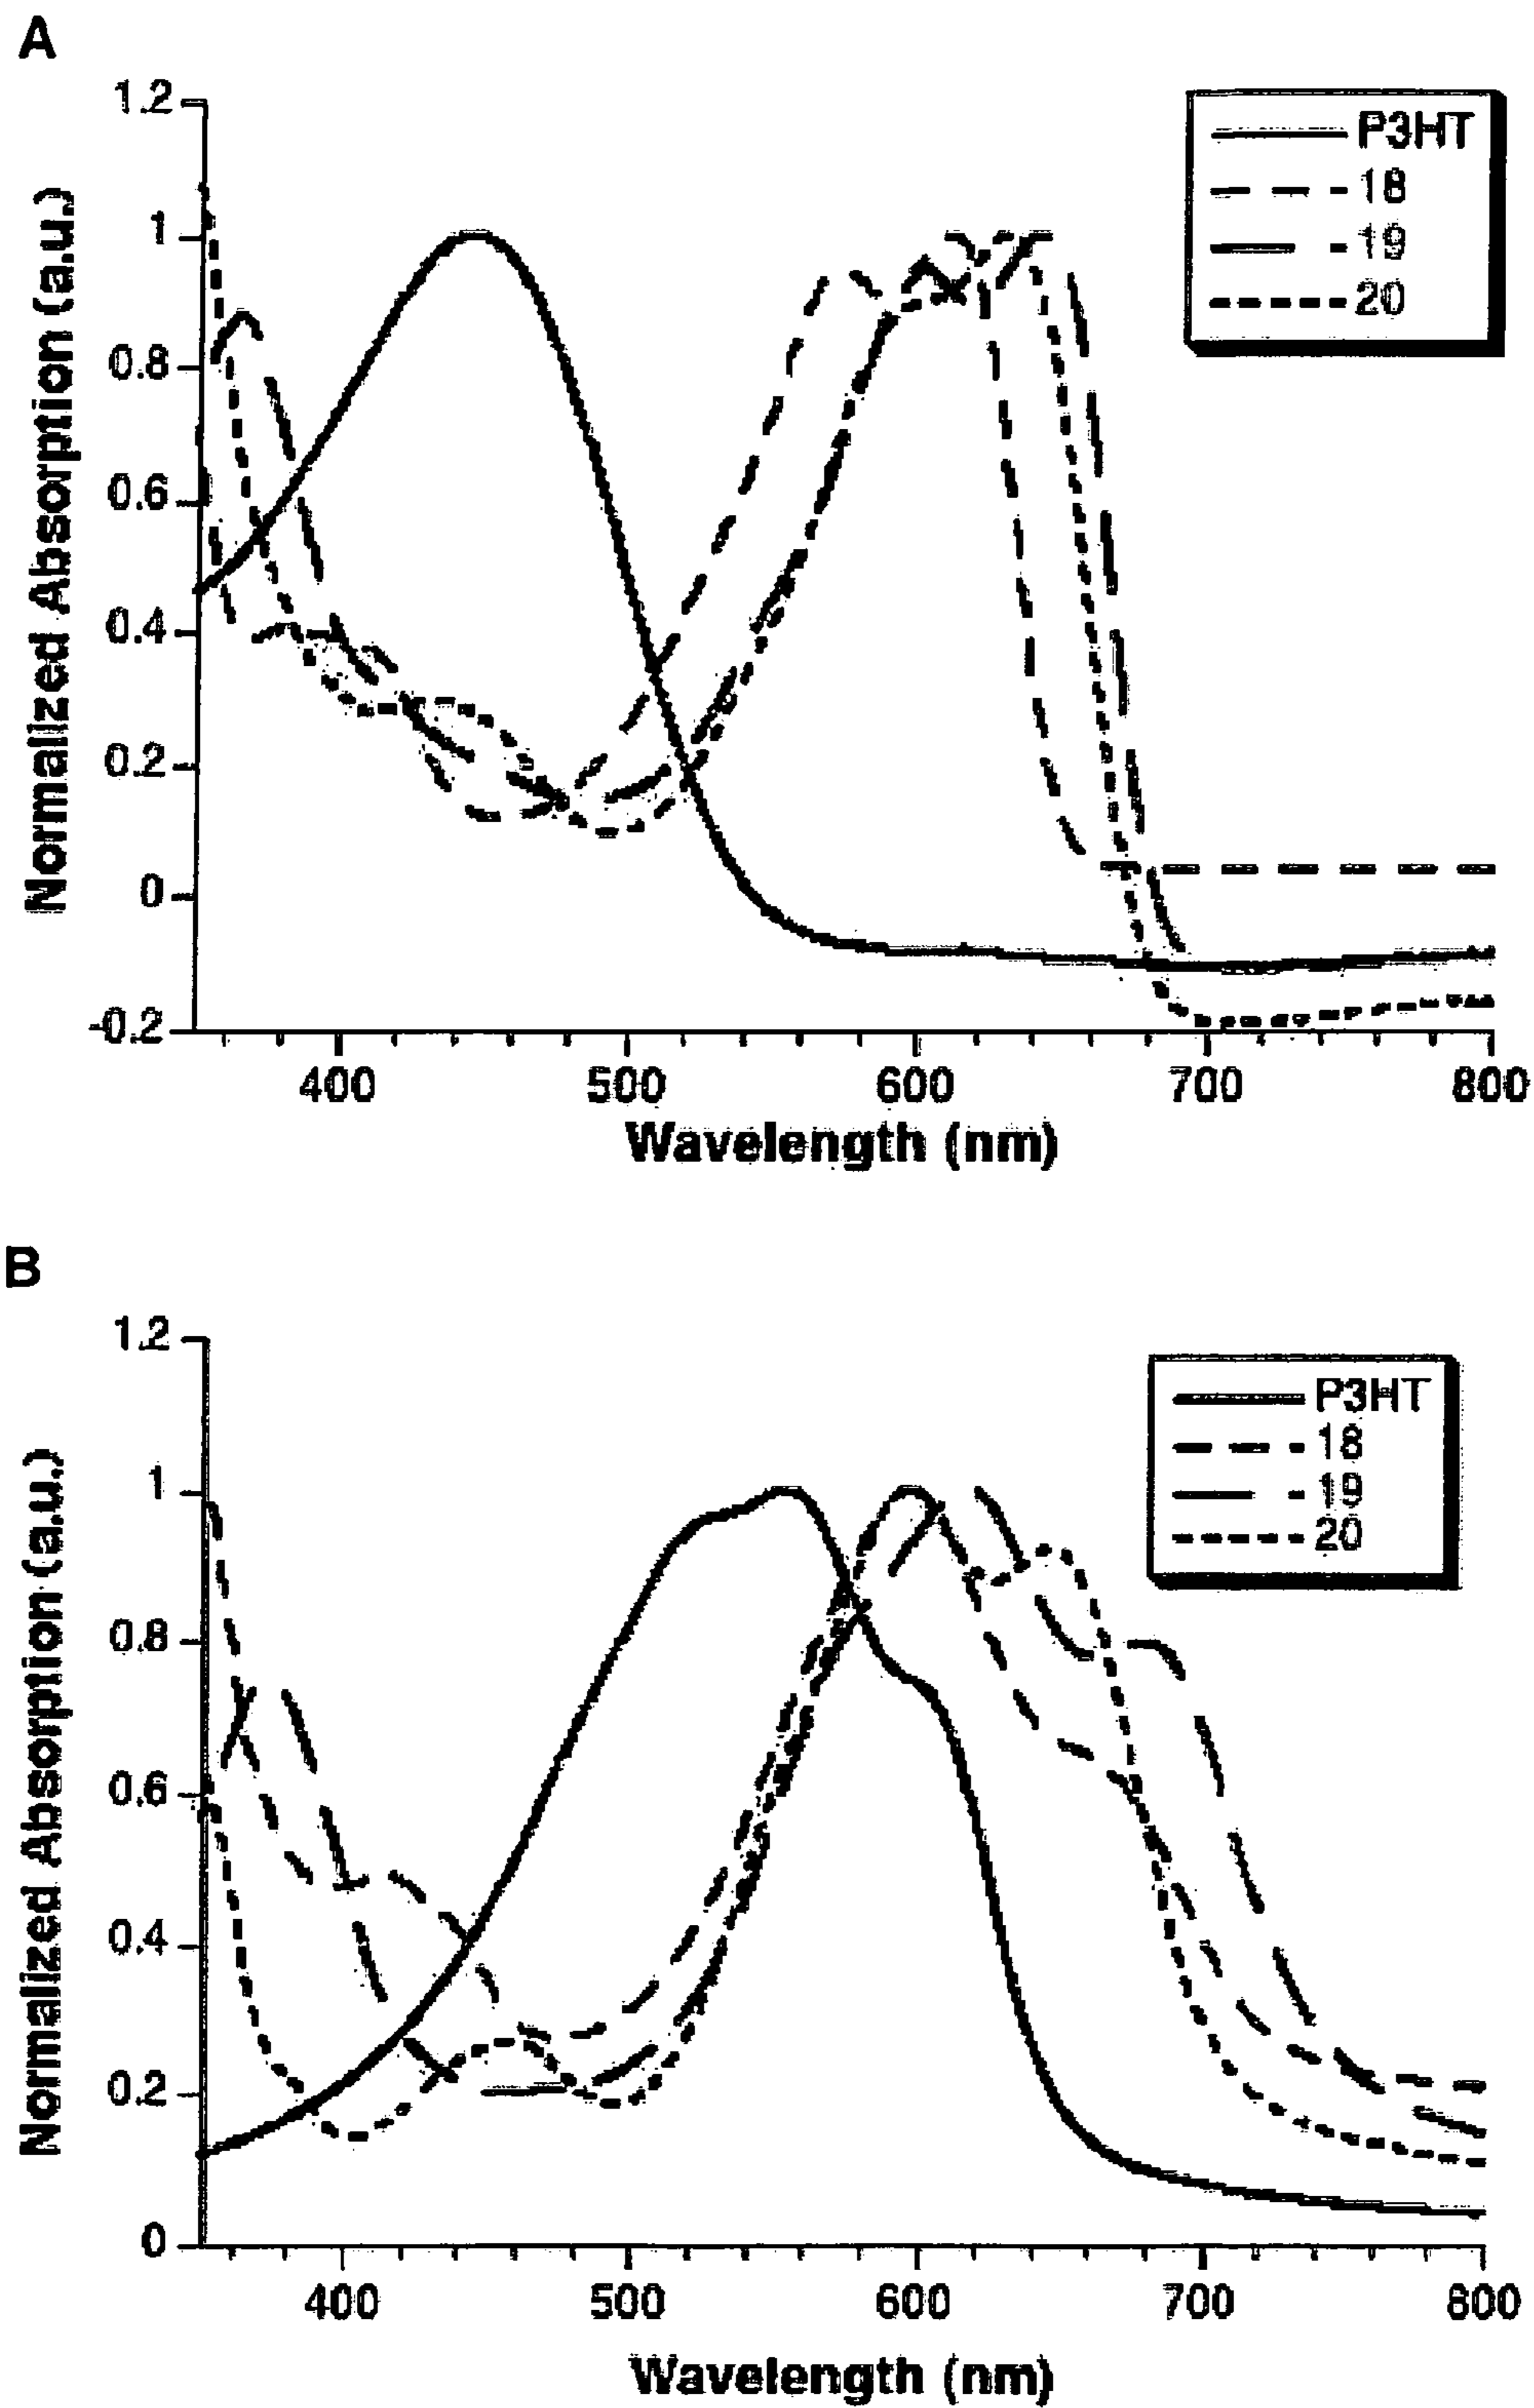 A
1.2
1
0.8
0.6
0.4
0.2
0
-0.2
Normalized Absorption (a.u.)
P3HT
18
19
20
400 500 600 700 800
Wavelength (nm)
B
1.2
1
0.8
0.6
0.4
0.2
0
Normalized Absorption (a.u.)
P3HT
18
19
20
400 500 600 700 800
Wavelength (nm)